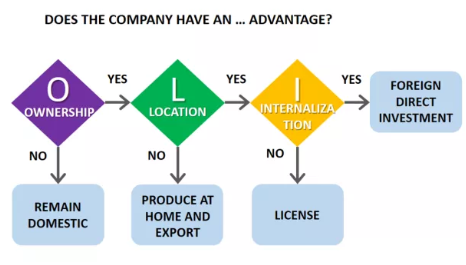 DOES THE COMPANY HAVE AN ... ADVANTAGE?
O
OWNERSHIP
YES
L
LOCATION
YES
I
INTERNALIZA
TION
YES
FOREIGN
DIRECT
INVESTMENT
NO
NO
NO
REMAIN
DOMESTIC
PRODUCE AT
HOME AND
EXPORT
LICENSE